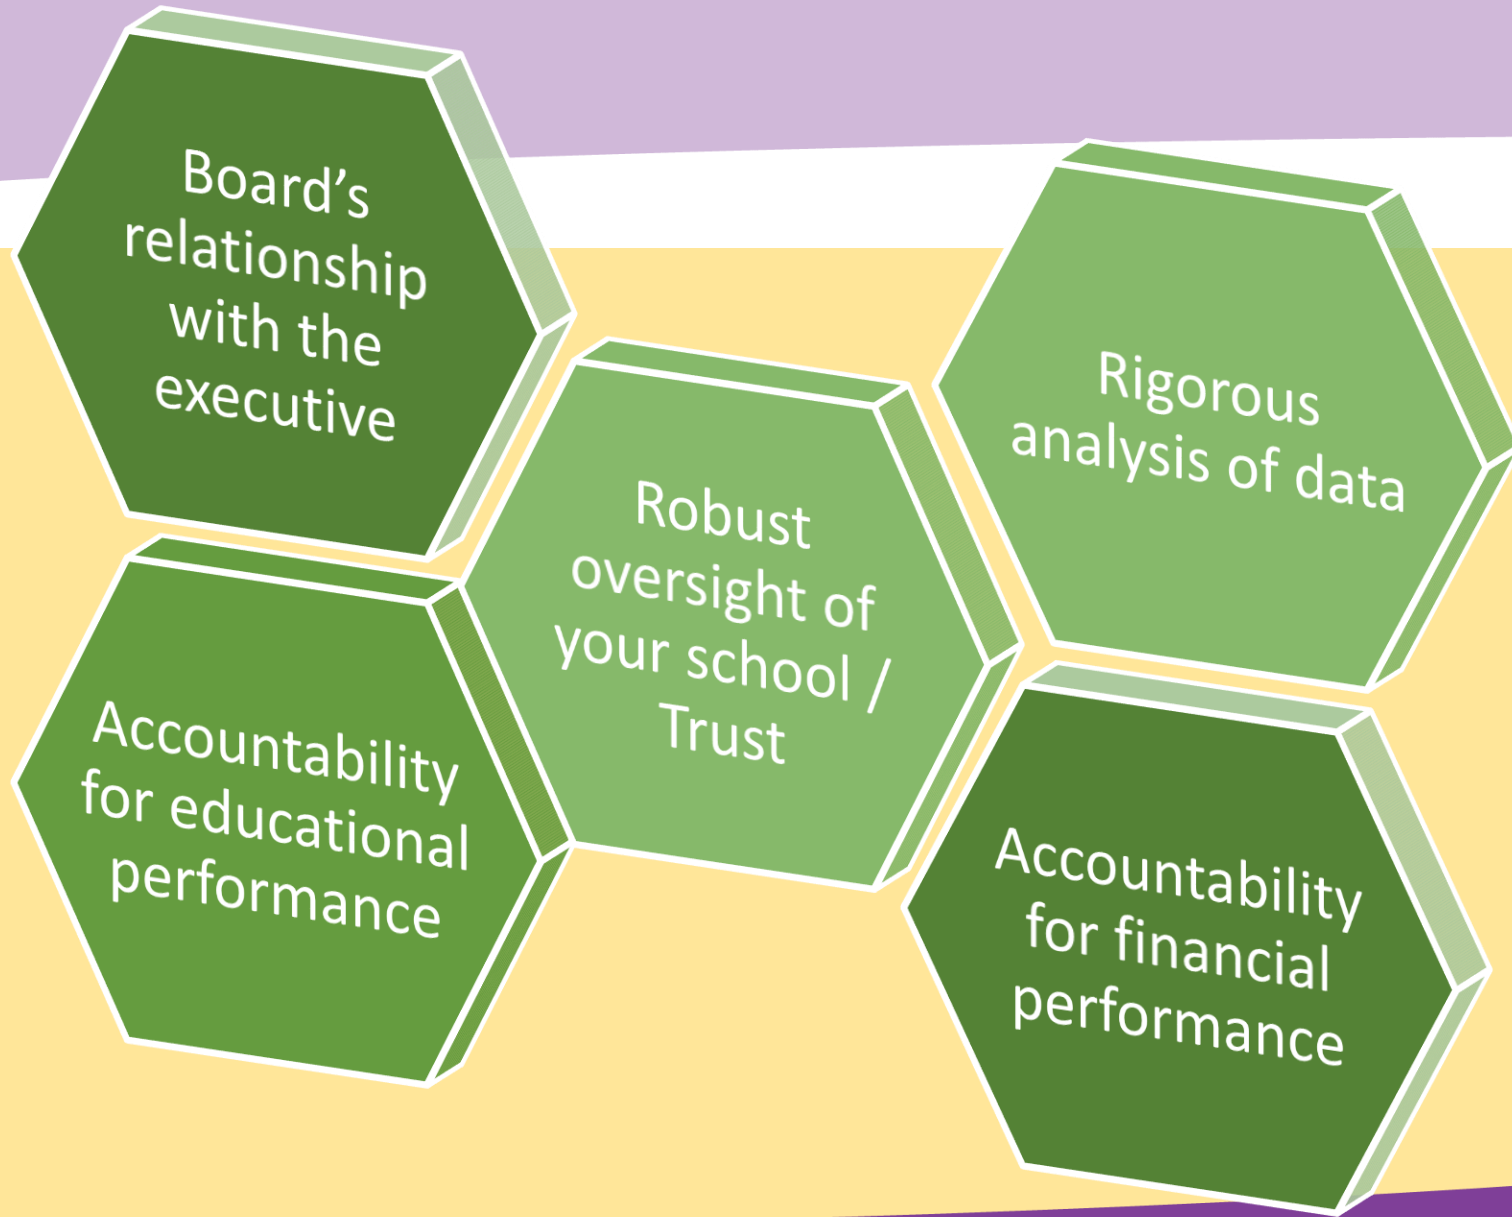 Board’s
relationship
with the
executive
Accountability
for educational
performance
Robust
oversight of
your school /
Trust
Rigorous
analysis of data
Accountability
for financial
performance